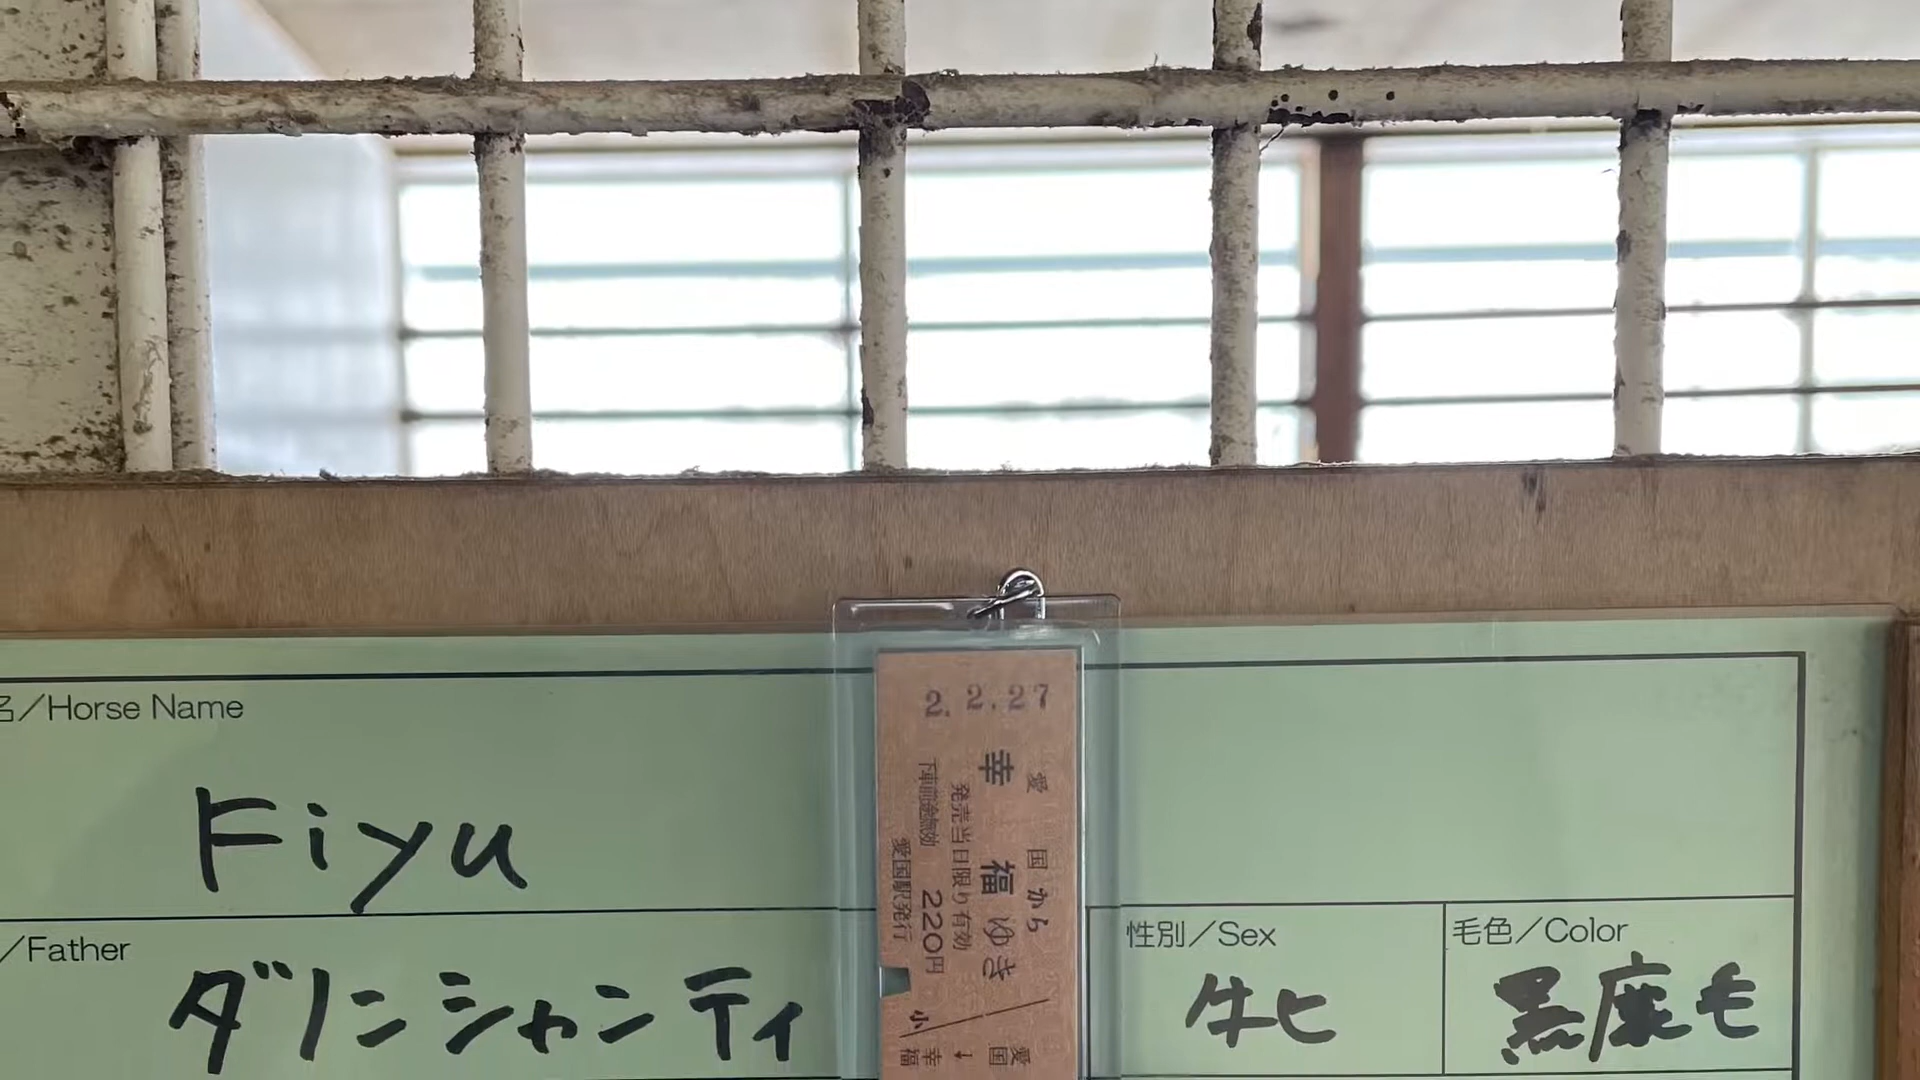 名／Horse Name
Fiyu
／Father
ダノンシャンティ
性別／Sex
牝
毛色／Color
黒鹿毛
2. 2.27
愛国から
幸福ゆき
発売当日限り有効
下車前途無効 220円
愛国駅発行
小
愛国
↓
幸福